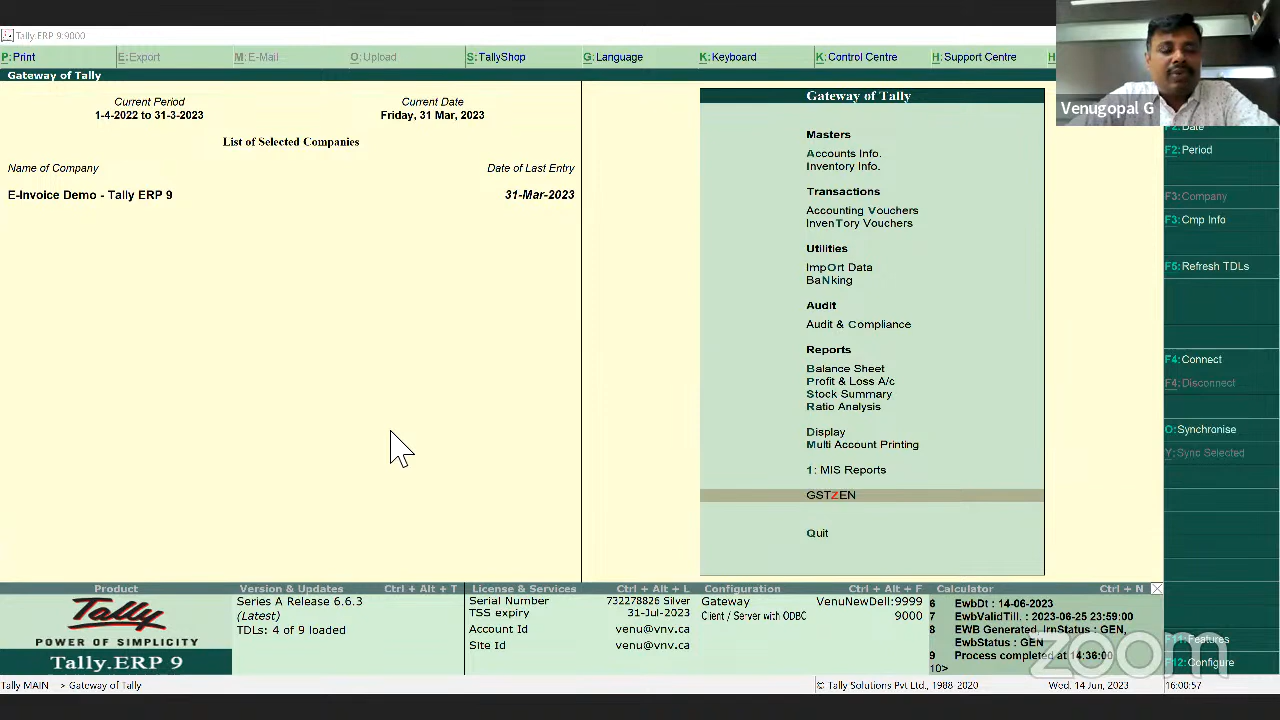 Tally.ERP 9:9000
P:Print
E:Export
M:E-Mail
O:Upload
S:TallyShop
G:Language
K:Keyboard
K:Control Centre
H:Support Centre
H
Gateway of Tally
Current Period
1-4-2022 to 31-3-2023
Current Date
Friday, 31 Mar, 2023
List of Selected Companies
Name of Company
Date of Last Entry
E-Invoice Demo - Tally ERP 9
31-Mar-2023
Gateway of Tally
Masters
Accounts Info.
Inventory Info.
Transactions
Accounting Vouchers
InvenTory Vouchers
Utilities
ImpOrt Data
BaNking
Audit
Audit & Compliance
Reports
Balance Sheet
Profit & Loss A/c
Stock Summary
Ratio Analysis
Display
Multi Account Printing
1: MIS Reports
GSTZEN
Quit
Venugopal G
F2:Date
F2:Period
F3:Company
F3:Cmp Info
F5:Refresh TDLs
F4:Connect
F4:Disconnect
O:Synchronise
Y:Sync Selected
F11:Features
F12:Configure
Product
Tally
POWER OF SIMPLICITY
Tally.ERP 9
Version & Updates Ctrl + Alt + T
Series A Release 6.6.3
(Latest)
TDLs: 4 of 9 loaded
License & Services Ctrl + Alt + L
Serial Number 732278826 Silver
TSS expiry 31-Jul-2023
Account Id venu@vnv.ca
Site Id venu@vnv.ca
Configuration Ctrl + Alt + F
Gateway VenuNewDell:9999
Client / Server with ODBC 9000
Calculator Ctrl + N
6 EwbDt : 14-06-2023
7 EwbValidTill. : 2023-06-25 23:59:00
8 EWB Generated, IrnStatus : GEN,
EwbStatus : GEN
9 Process completed at 14:36:00
10>
zoom
Tally MAIN > Gateway of Tally
© Tally Solutions Pvt Ltd., 1988-2020
Wed. 14 Jun, 2023
16:00:57